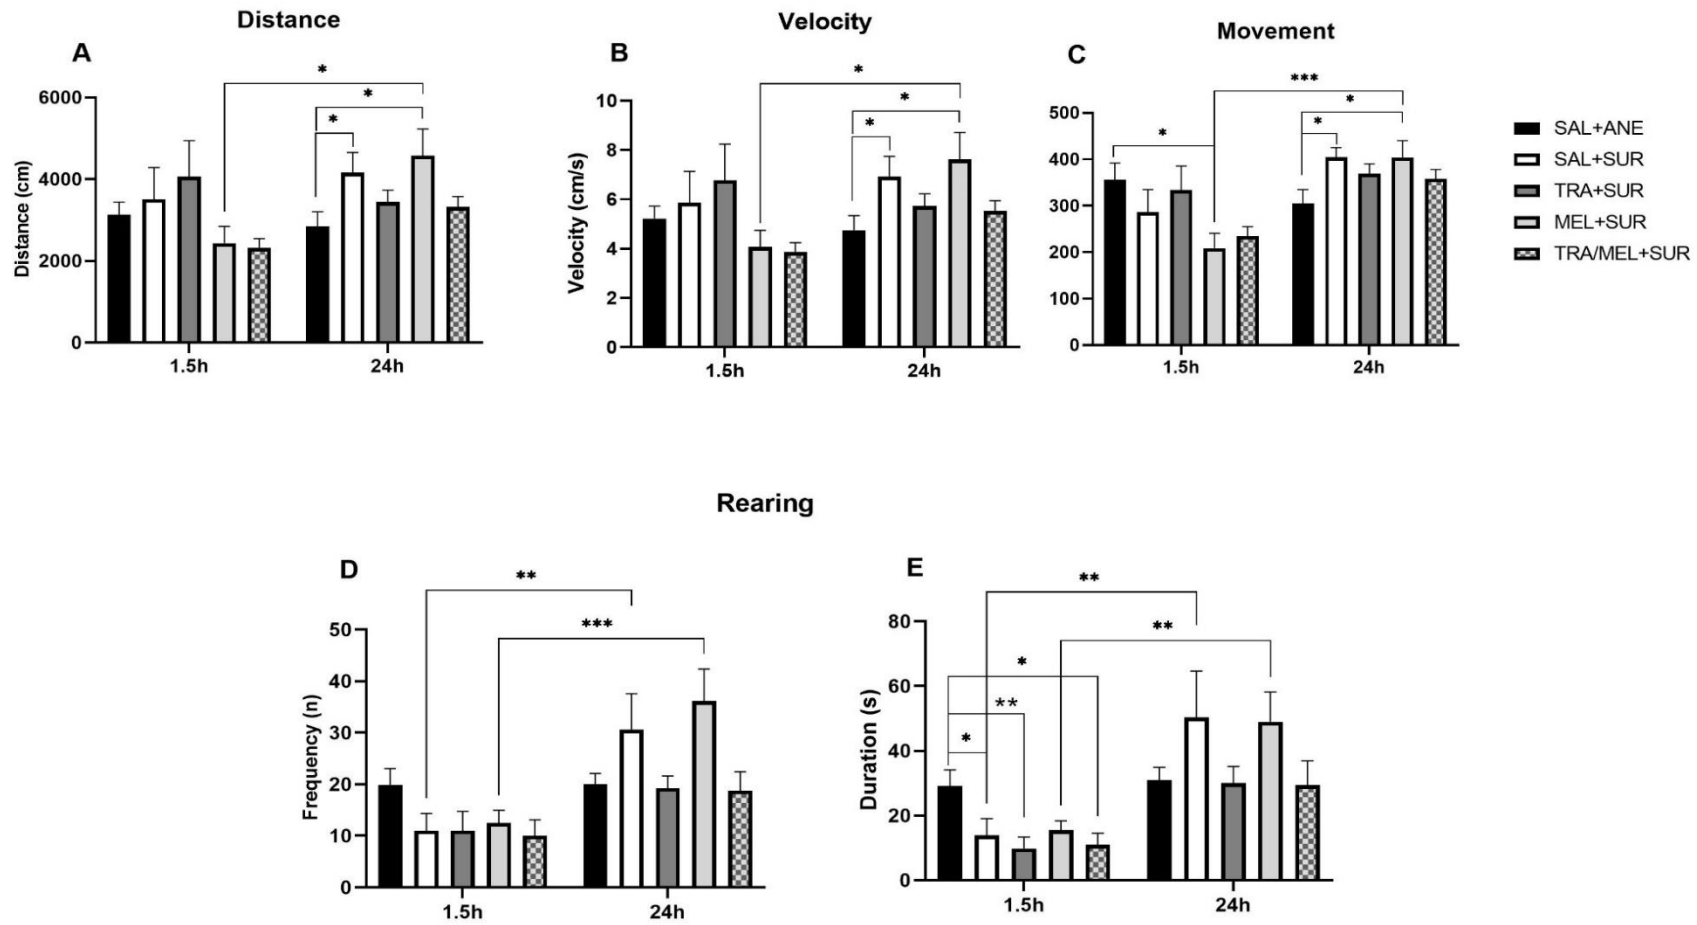 Distance
Velocity
Movement
A
B
C
*
*
*
6000
4000
2000
0
Distance (cm)
1.5h
24h
*
*
*
10
8
6
4
2
0
Velocity (cm/s)
1.5h
24h
***
*
*
*
500
400
300
200
100
0
1.5h
24h
SAL+ANE
SAL+SUR
TRA+SUR
MEL+SUR
TRA/MEL+SUR
Rearing
D
E
**
***
50
40
30
20
10
0
Frequency (n)
1.5h
24h
**
**
*
**
*
80
60
40
20
0
Duration (s)
1.5h
24h